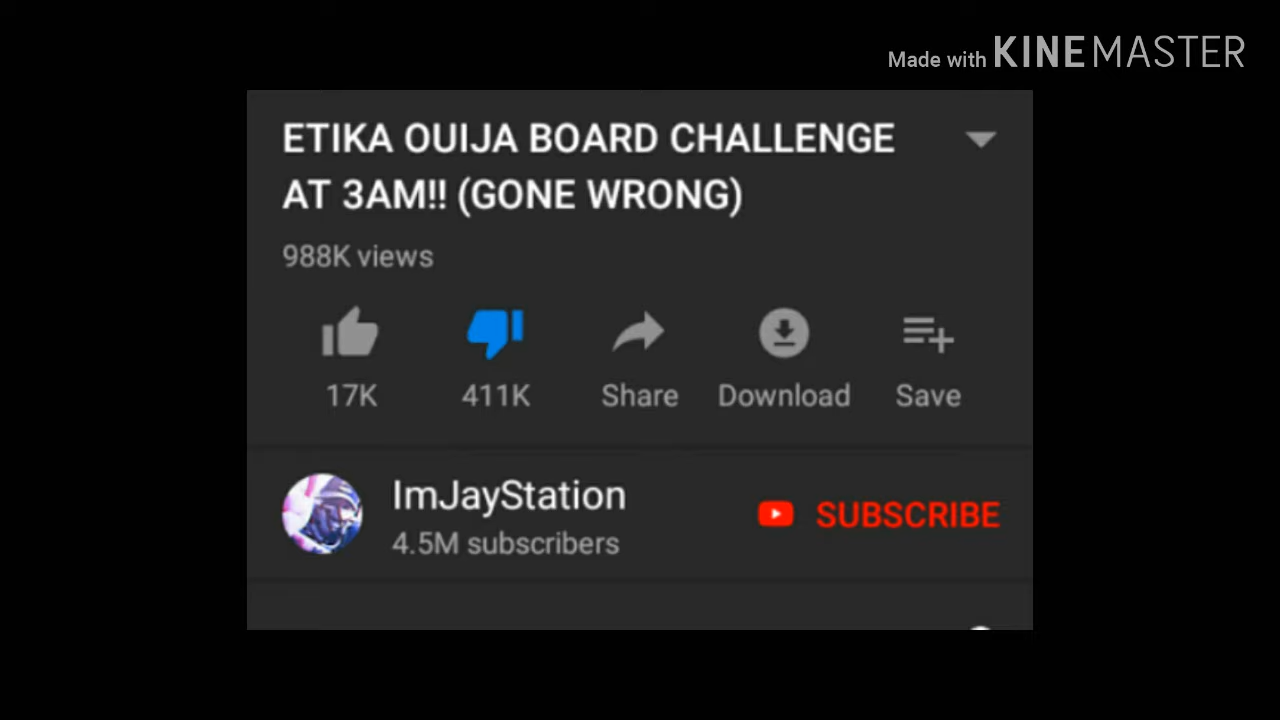 Made with KINEMASTER
ETIKA OUIJA BOARD CHALLENGE
AT 3AM!! (GONE WRONG)
988K views
17K 411K Share Download Save
ImJayStation
SUBSCRIBE
4.5M subscribers